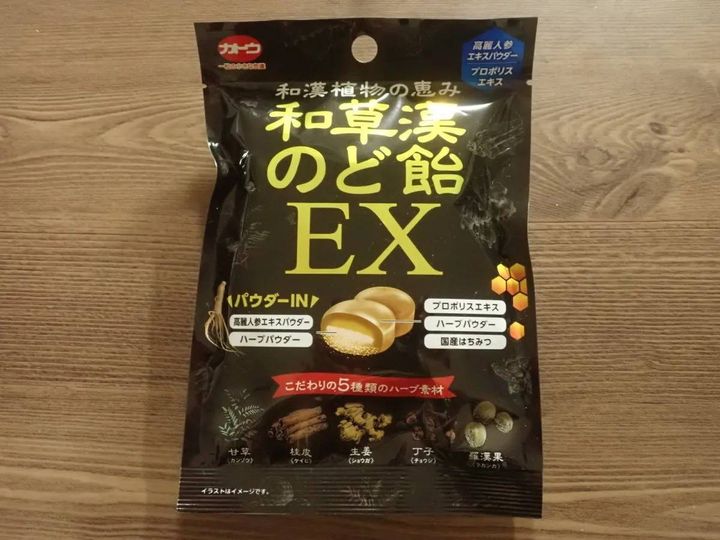 カトウ
高麗人参
エキスパウダー
プロポリス
エキス
和漢植物の恵み
和草漢
のど飴
EX
パウダーIN
高麗人参エキスパウダー
ハーブパウダー
プロポリスエキス
ハーブパウダー
国産はちみつ
こだわりの5種類のハーブ素材
甘草
(カンゾウ)
桂皮
(ケイヒ)
生姜
(ショウガ)
丁子
(チョウジ)
羅漢果
(ラカンカ)
イラストはイメージです。